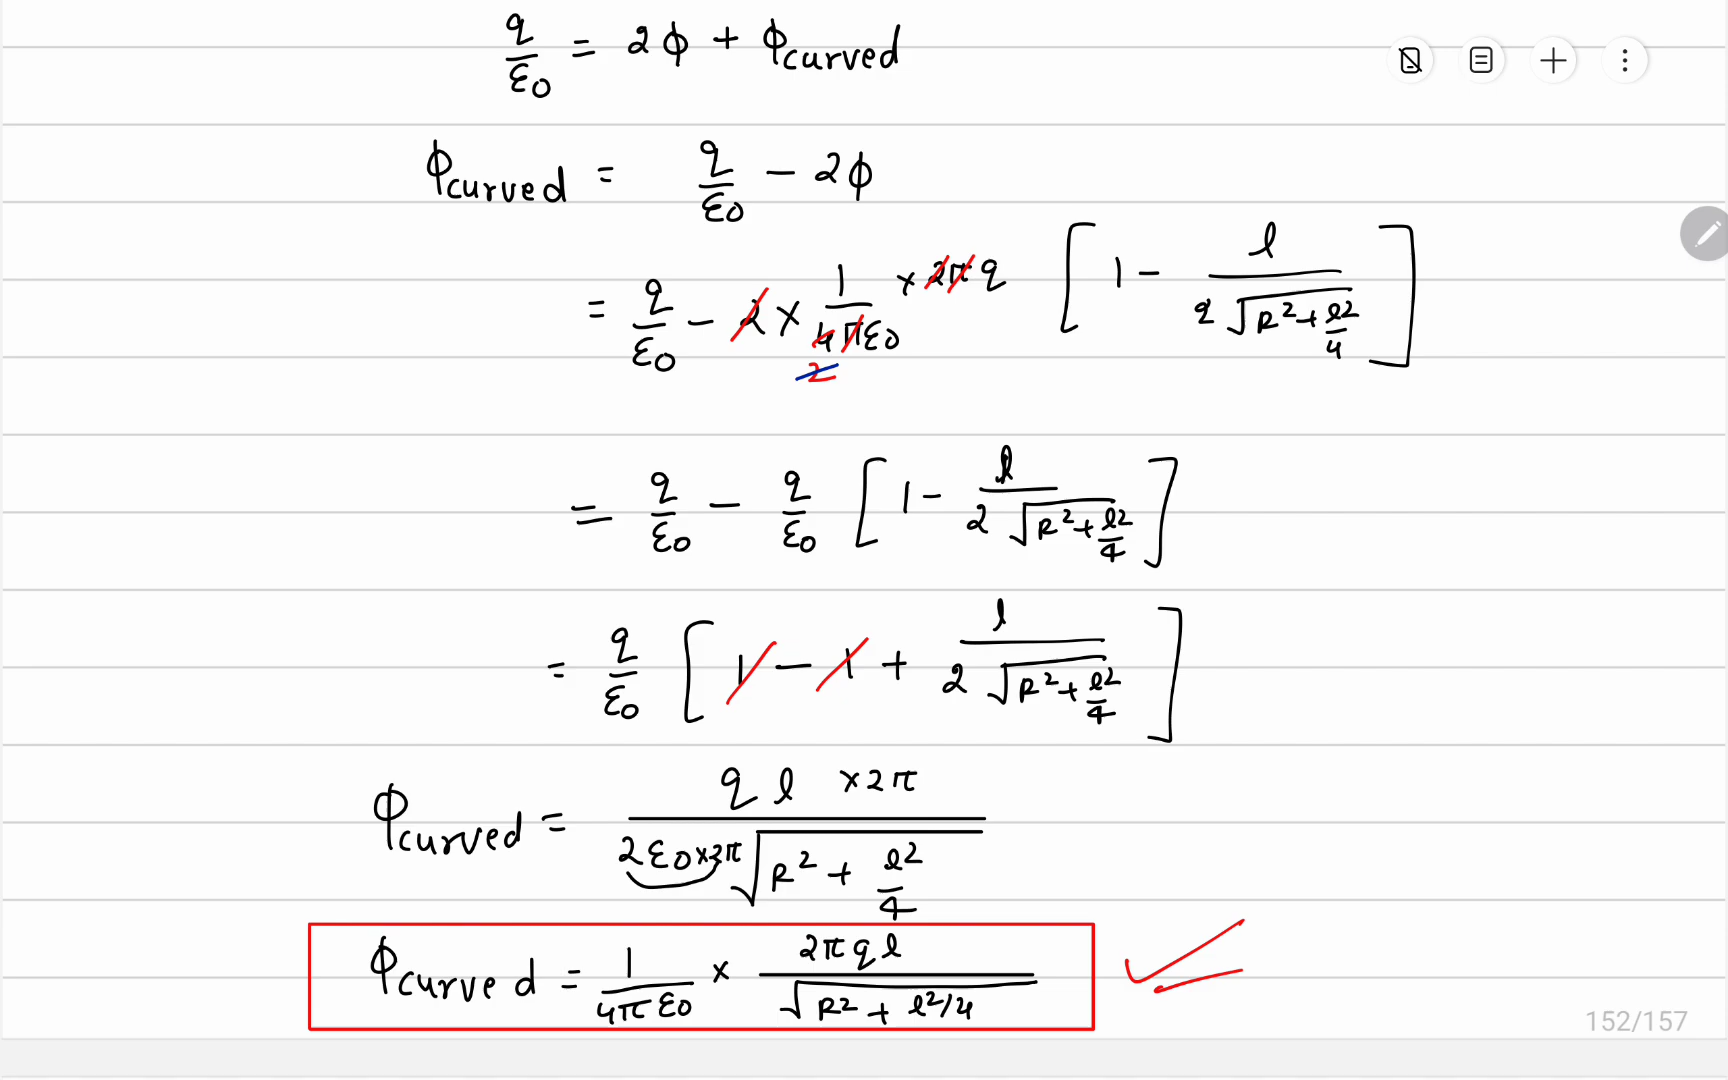 q/ε0 = 2ϕ + ϕcurved
ϕcurved = q/ε0 - 2ϕ
= q/ε0 - 2 × 1/4πε0 × 2πq [ 1 - l / 2 √R²+l²/4 ]
2
= q/ε0 - q/ε0 [ 1 - l / 2 √R²+l²/4 ]
= q/ε0 [ 1 - 1 + l / 2 √R²+l²/4 ]
ϕcurved = q l ×2π / 2ε0×2π √R² + l²/4
ϕcurved = 1/4πε0 × 2πql / √R² + l²/4
152/157